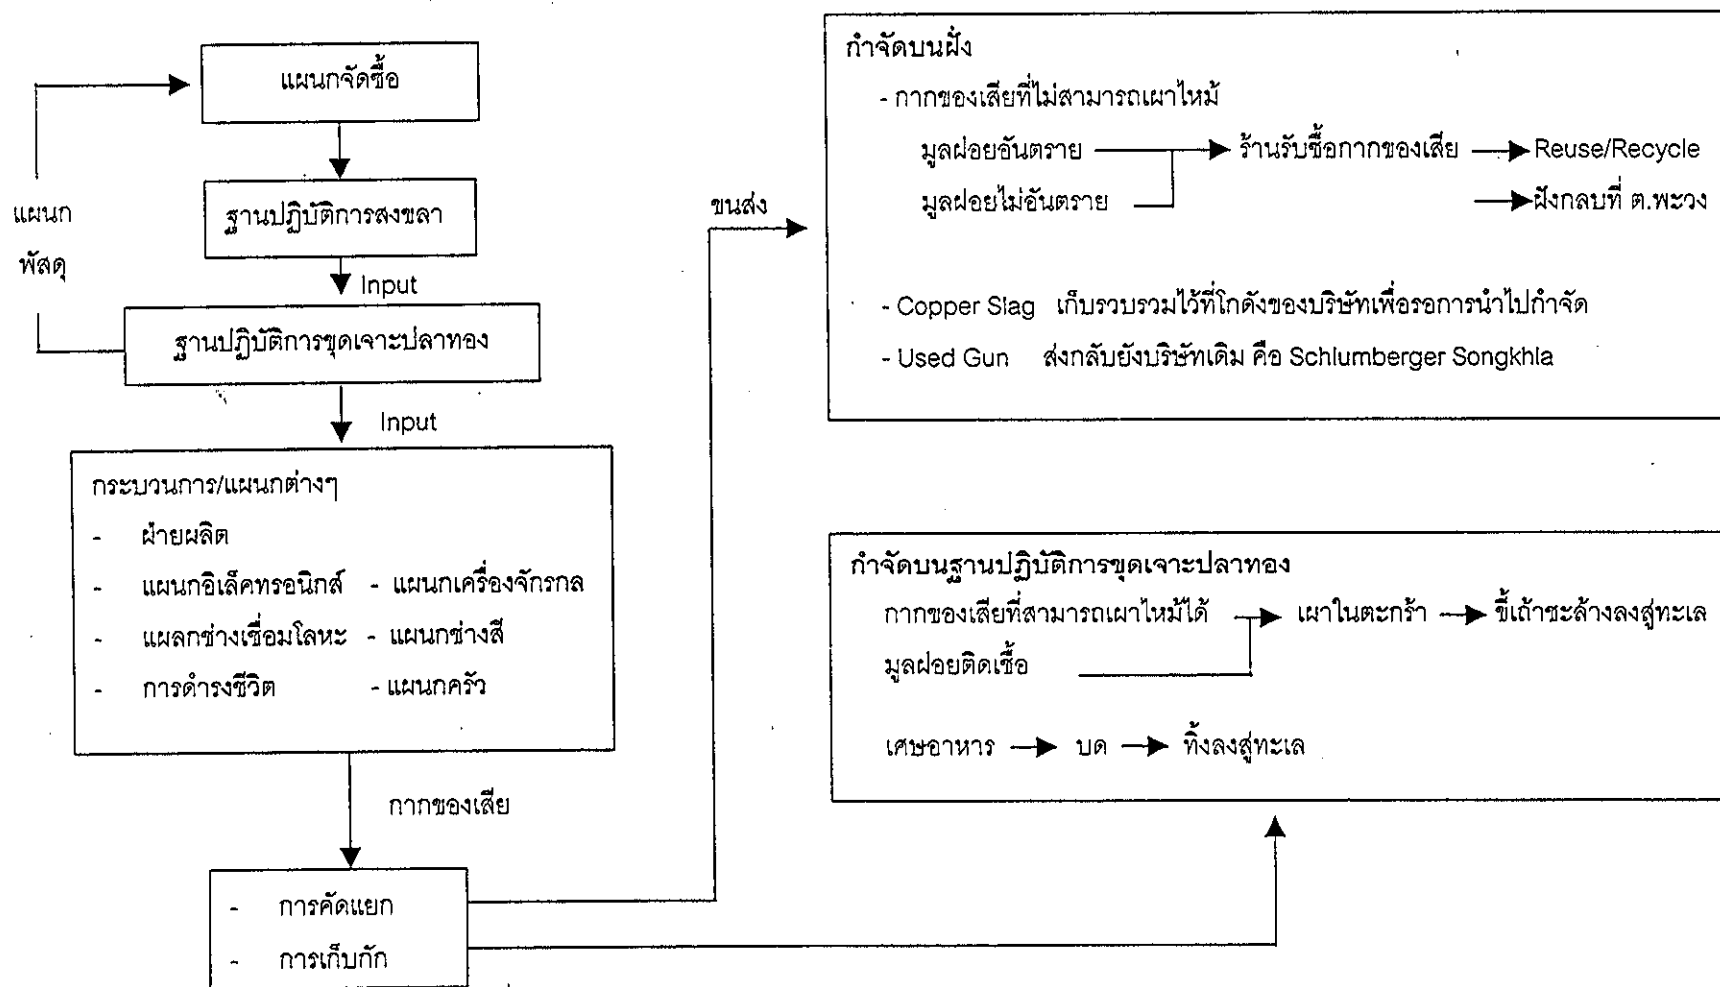 แผนกจัดซื้อ
ฐานปฏิบัติการสงขลา
แผนก
พัสดุ
Input
ฐานปฏิบัติการขุดเจาะปลาทอง
Input
กระบวนการ/แผนกต่างๆ
- ฝ่ายผลิต
- แผนกอิเล็คทรอนิกส์ - แผนกเครื่องจักรกล
- แผลกช่างเชื่อมโลหะ - แผนกช่างสี
- การดำรงชีวิต - แผนกครัว
กากของเสีย
- การคัดแยก
- การเก็บกัก
ขนส่ง
กำจัดบนฝั่ง
- กากของเสียที่ไม่สามารถเผาไหม้
มูลฝอยอันตราย ร้านรับซื้อกากของเสีย Reuse/Recycle
มูลฝอยไม่อันตราย ฝังกลบที่ ต.พะวง
- Copper Slag เก็บรวบรวมไว้ที่โกดังของบริษัทเพื่อรอการนำไปกำจัด
- Used Gun ส่งกลับยังบริษัทเดิม คือ Schlumberger Songkhla
กำจัดบนฐานปฏิบัติการขุดเจาะปลาทอง
กากของเสียที่สามารถเผาไหม้ได้ เผาในตะกร้า ขี้เถ้าชะล้างลงสู่ทะเล
มูลฝอยติดเชื้อ
เศษอาหาร บด ทิ้งลงสู่ทะเล